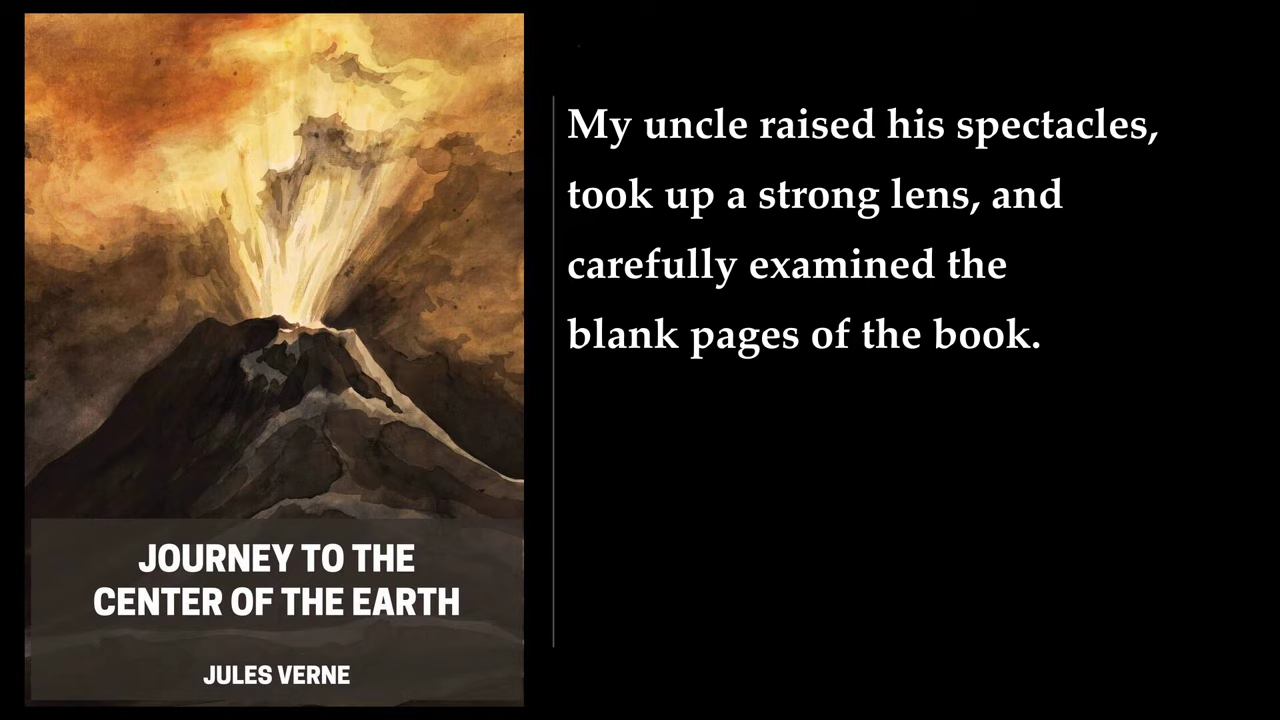 My uncle raised his spectacles,
took up a strong lens, and
carefully examined the
blank pages of the book.
JOURNEY TO THE
CENTER OF THE EARTH
JULES VERNE